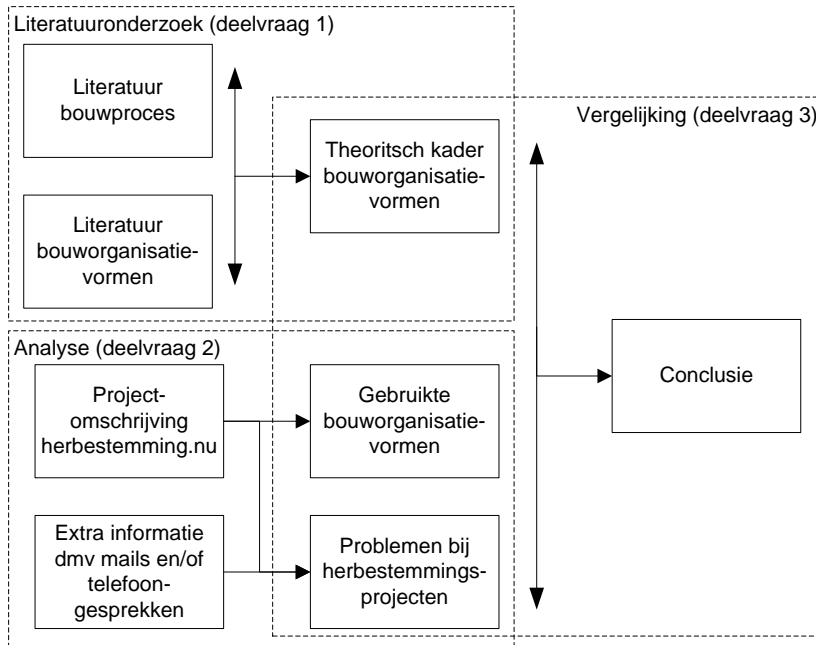 Literatuuronderzoek (deelvraag 1)
Literatuur
bouwproces
Literatuur
bouworganisatie-
vormen
Theoritsch kader
bouworganisatie-
vormen
Vergelijking (deelvraag 3)
Analyse (deelvraag 2)
Project-
omschrijving
herbestemming.nu
Extra informatie
dmv mails en/of
telefoon-
gesprekken
Gebruikte
bouworganisatie-
vormen
Problemen bij
herbestemmings-
projecten
Conclusie